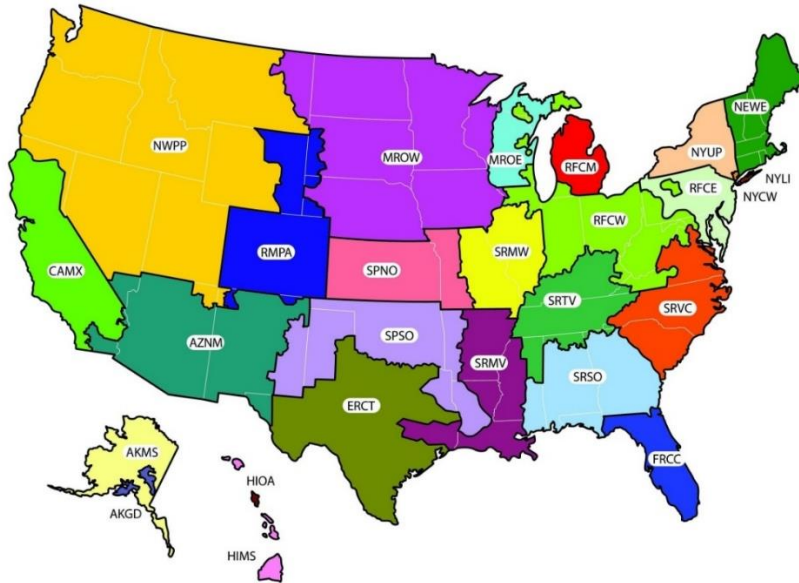 NEWE
NWPP
MROW
MROE
NYUP
RFCM
NYLI
RFCE
NYCW
RFCW
SRMW
RMPA
SPNO
CAMX
SRTV
SRVC
AZNM
SPSO
SRMV
SRSO
ERCT
AKMS
FRCC
HIOA
AKGD
HIMS